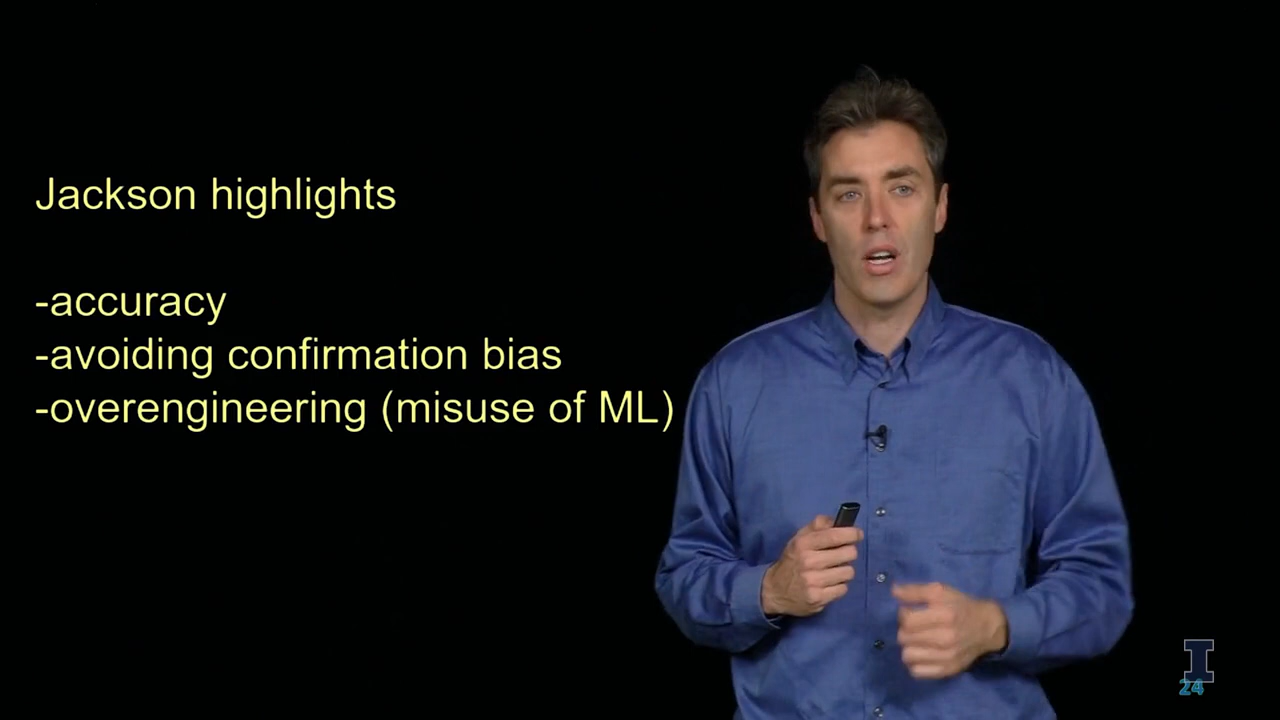 Jackson highlights
-accuracy
-avoiding confirmation bias
-overengineering (misuse of ML)
I
24